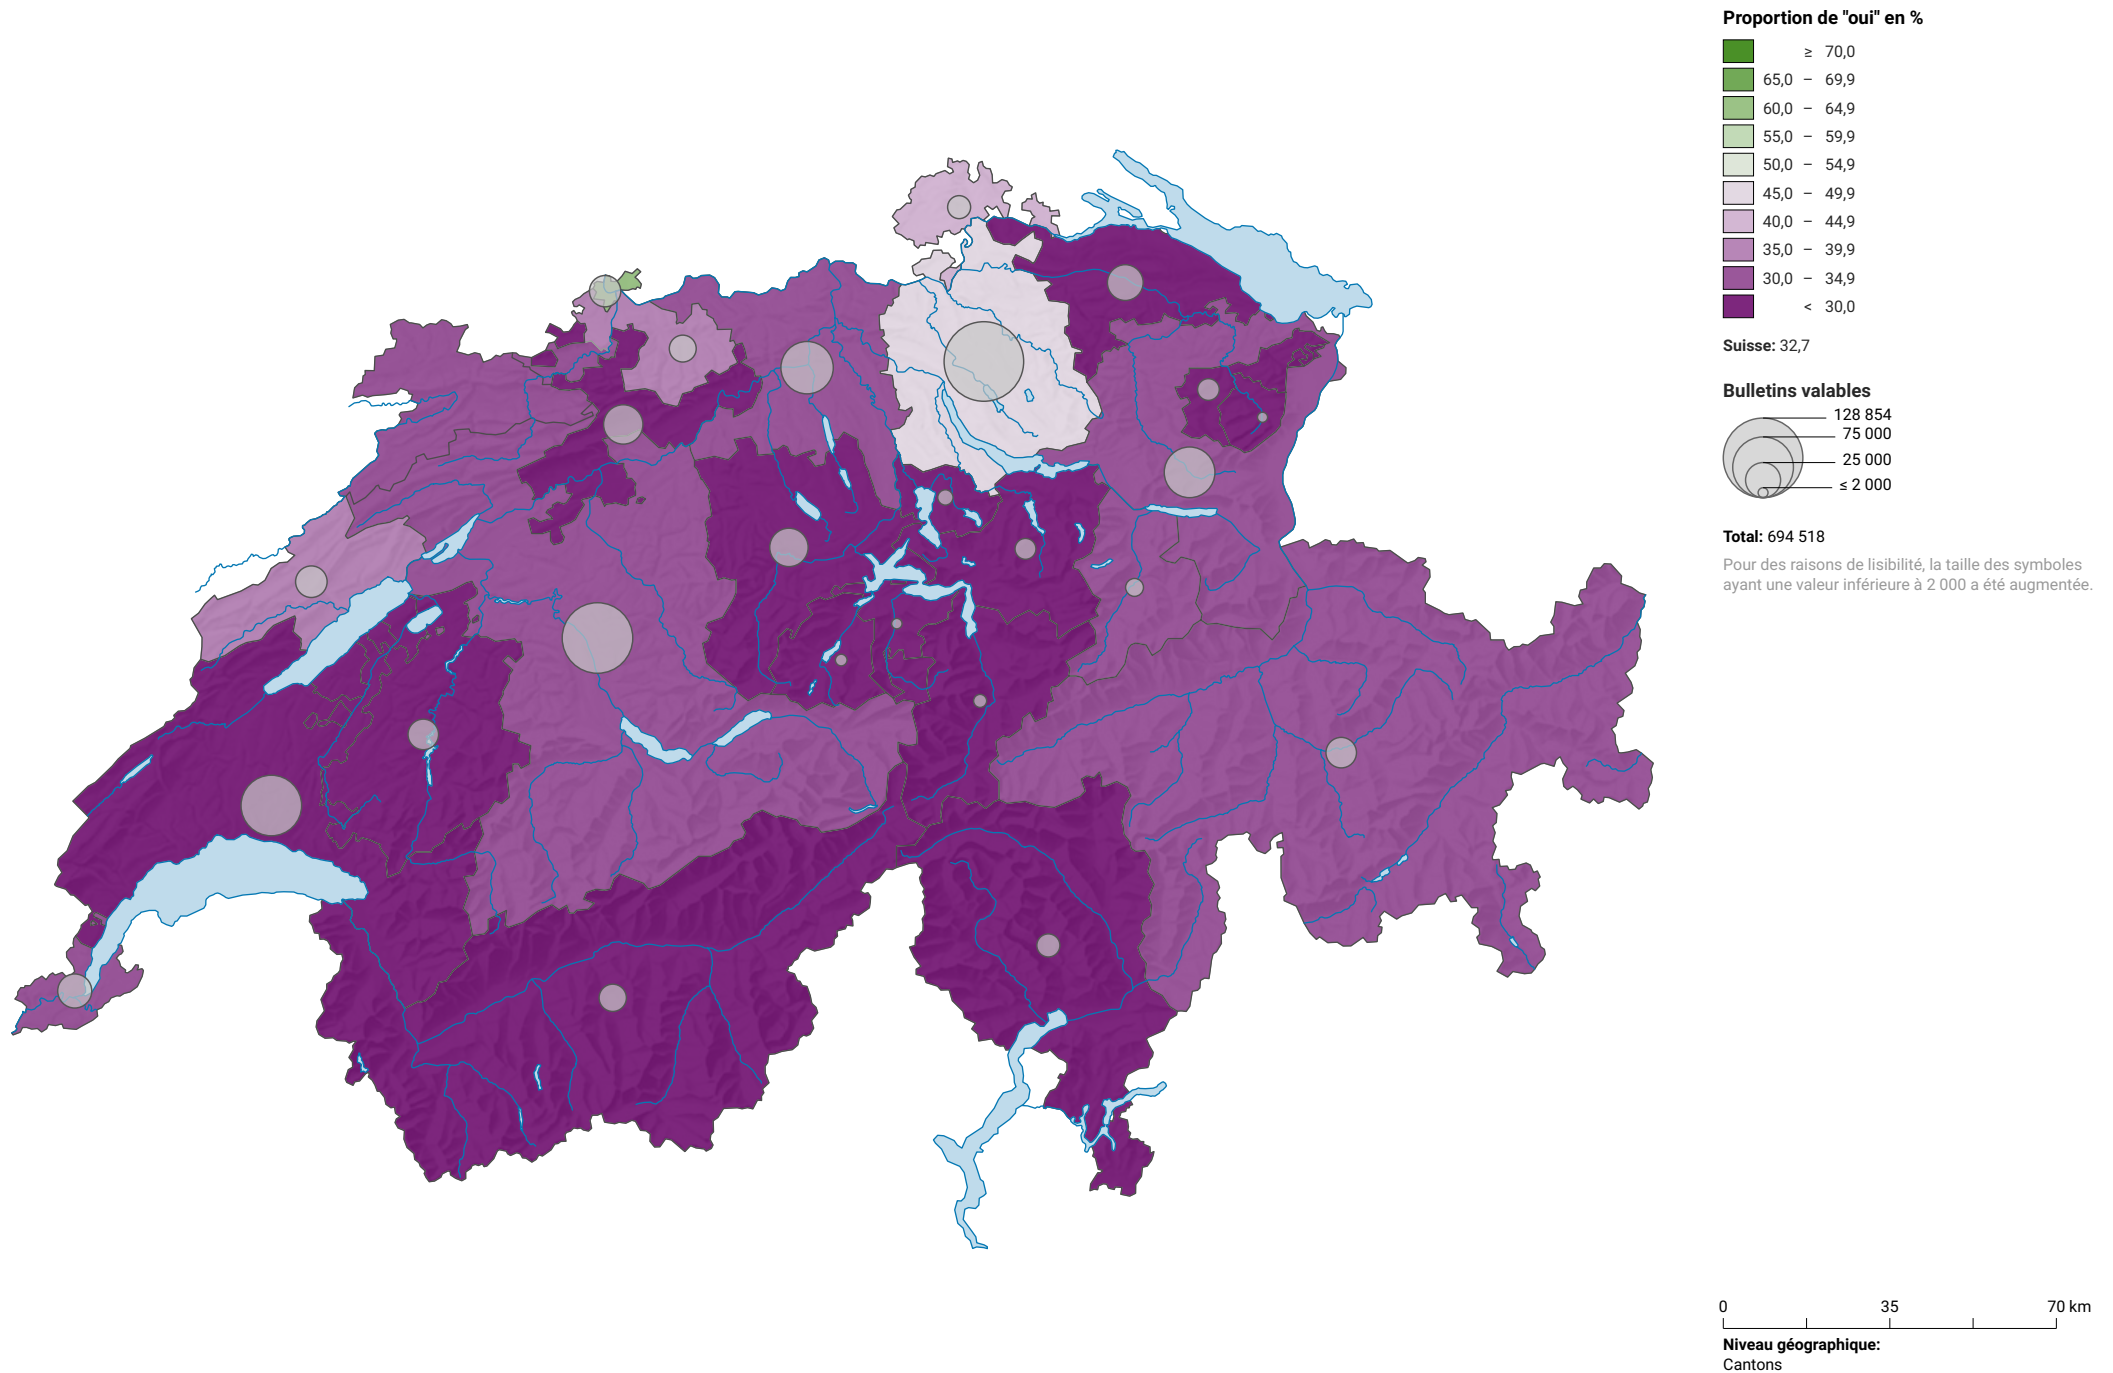 Proportion de "oui" en %
≥ 70,0
65,0 – 69,9
60,0 – 64,9
55,0 – 59,9
50,0 – 54,9
45,0 – 49,9
40,0 – 44,9
35,0 – 39,9
30,0 – 34,9
< 30,0
Suisse: 32,7
Bulletins valables
128 854
75 000
25 000
≤ 2 000
Total: 694 518
Pour des raisons de lisibilité, la taille des symboles
ayant une valeur inférieure à 2 000 a été augmentée.
0 35 70 km
Niveau géographique:
Cantons